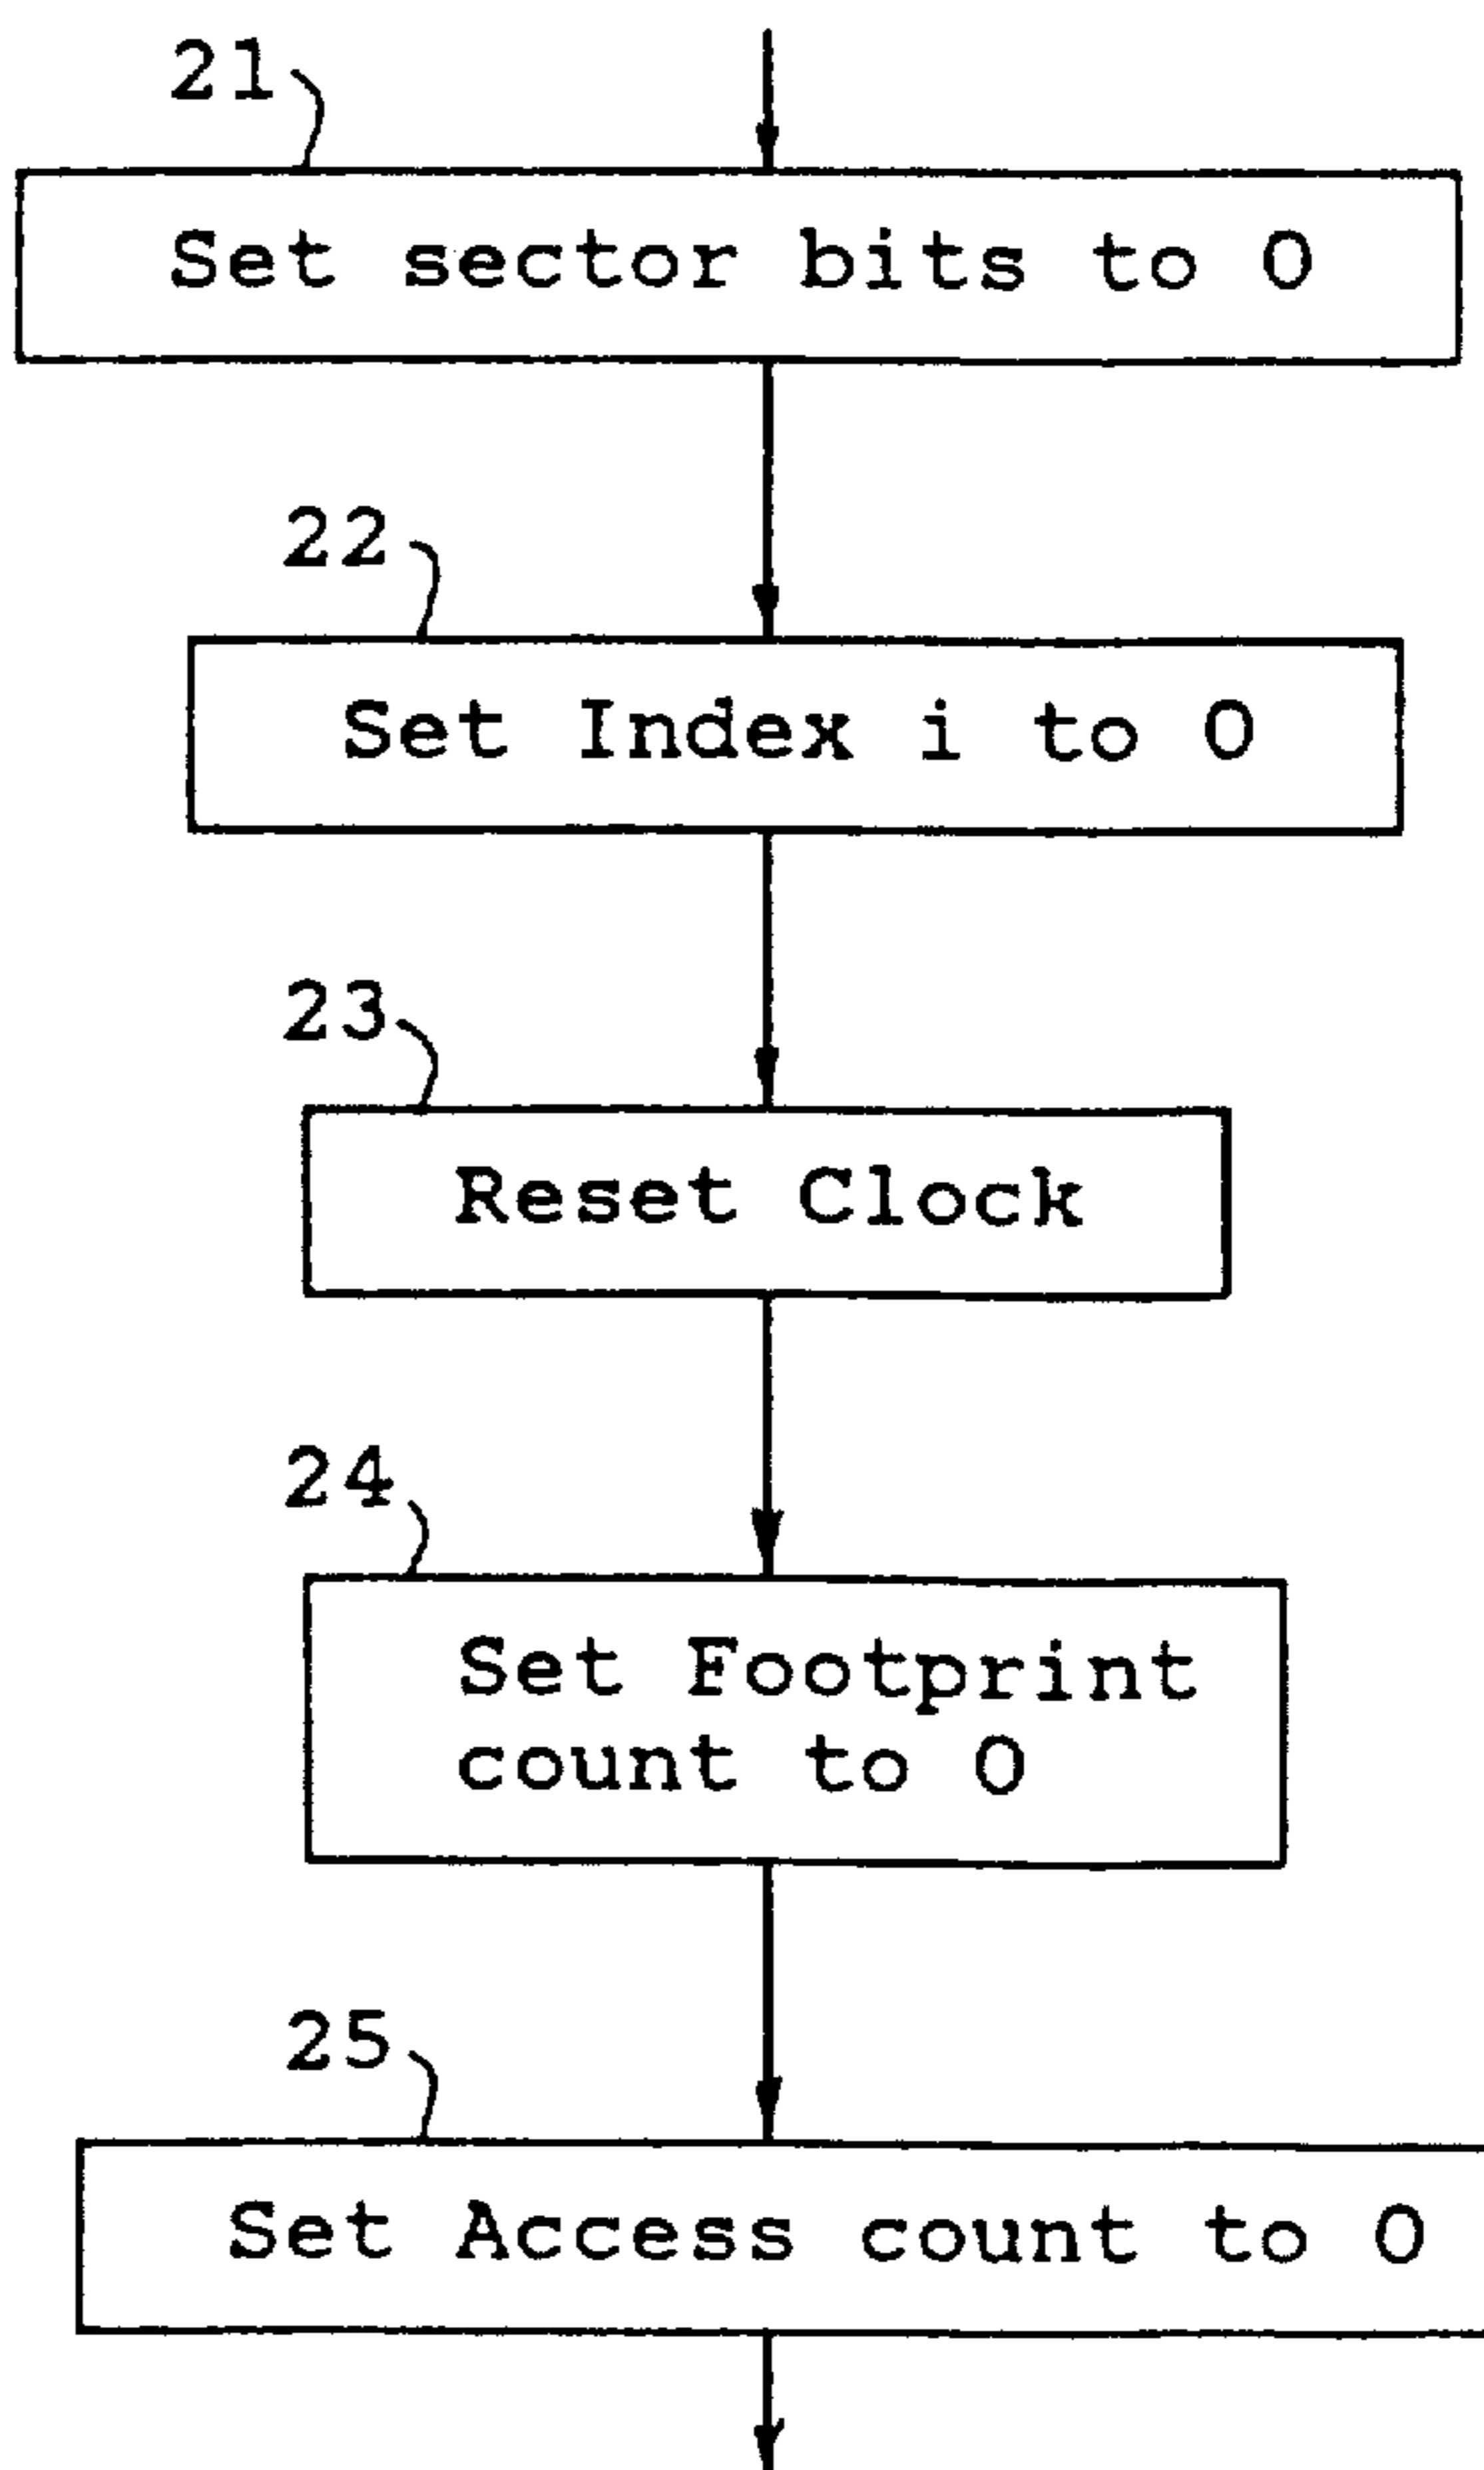 21
Set sector bits to 0
22
Set Index i to 0
23
Reset Clock
24
Set Footprint
count to 0
25
Set Access count to 0